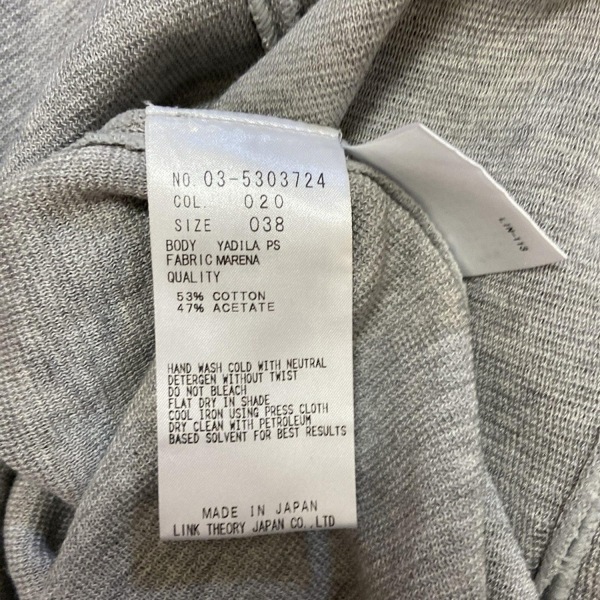 NO. 03-5303724
COL. 020
SIZE 038
BODY YADILA PS
FABRIC MARENA
QUALITY
53% COTTON
47% ACETATE
HAND WASH COLD WITH NEUTRAL
DETERGEN WITHOUT TWIST
DO NOT BLEACH
FLAT DRY IN SHADE
COOL IRON USING PRESS CLOTH
DRY CLEAN WITH PETROLEUM
BASED SOLVENT FOR BEST RESULTS
MADE IN JAPAN
LINK THEORY JAPAN CO.,LTD
LIN-113